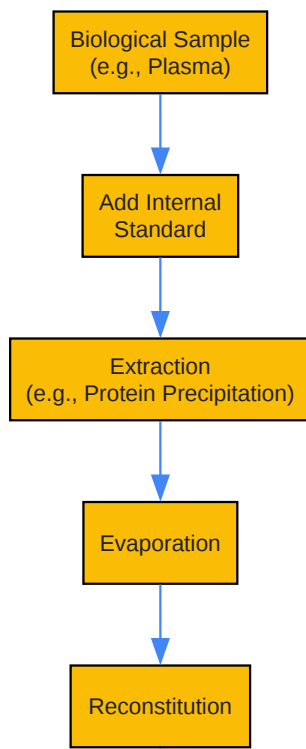 Biological Sample
(e.g., Plasma)
Add Internal
Standard
Extraction
(e.g., Protein Precipitation)
Evaporation
Reconstitution